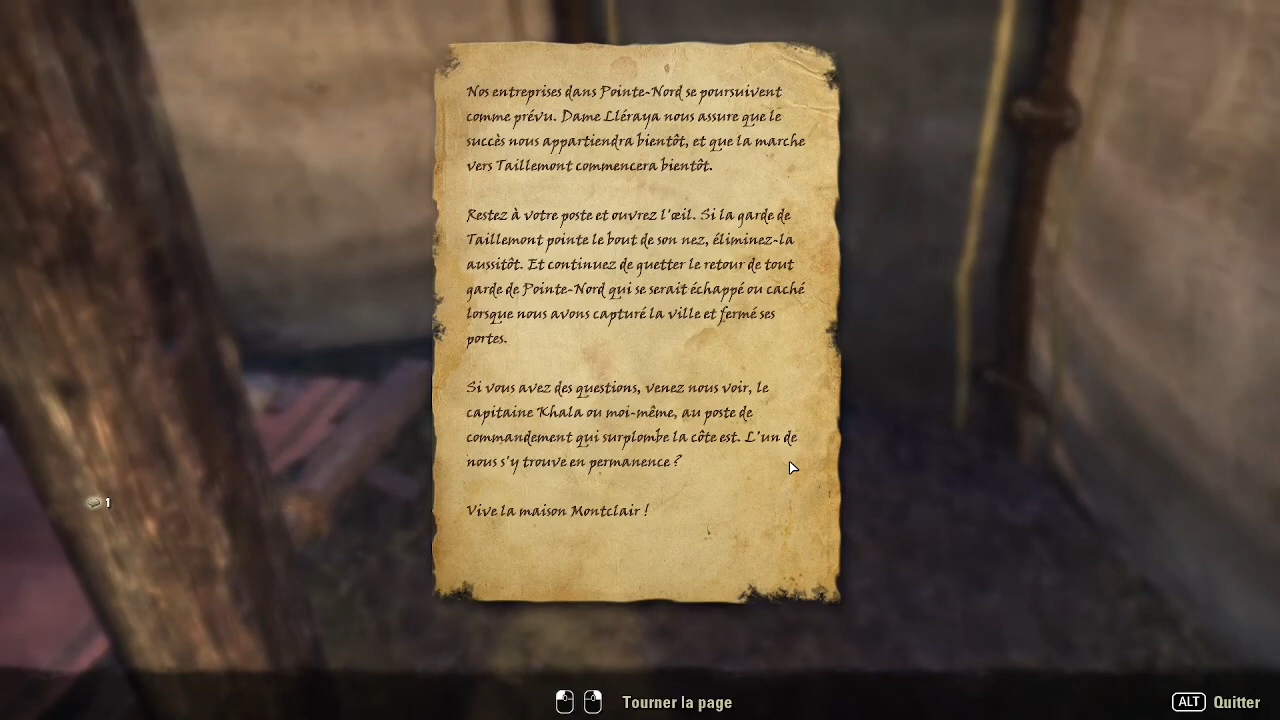 Nos entreprises dans Pointe-Nord se poursuivent
comme prévu. Dame Lléraya nous assure que le
succès nous appartiendra bientôt, et que la marche
vers Taillemont commencera bientôt.
Restez à votre poste et ouvrez l'œil. Si la garde de
Taillemont pointe le bout de son nez, éliminez-la
aussitôt. Et continuez de guetter le retour de tout
garde de Pointe-Nord qui se serait échappé ou caché
lorsque nous avons capturé la ville et fermé ses
portes.
Si vous avez des questions, venez nous voir, le
capitaine Khala ou moi-même, au poste de
commandement qui surplombe la côte est. L'un de
nous s'y trouve en permanence ?
Vive la maison Montclair !
1
Tourner la page
ALT Quitter